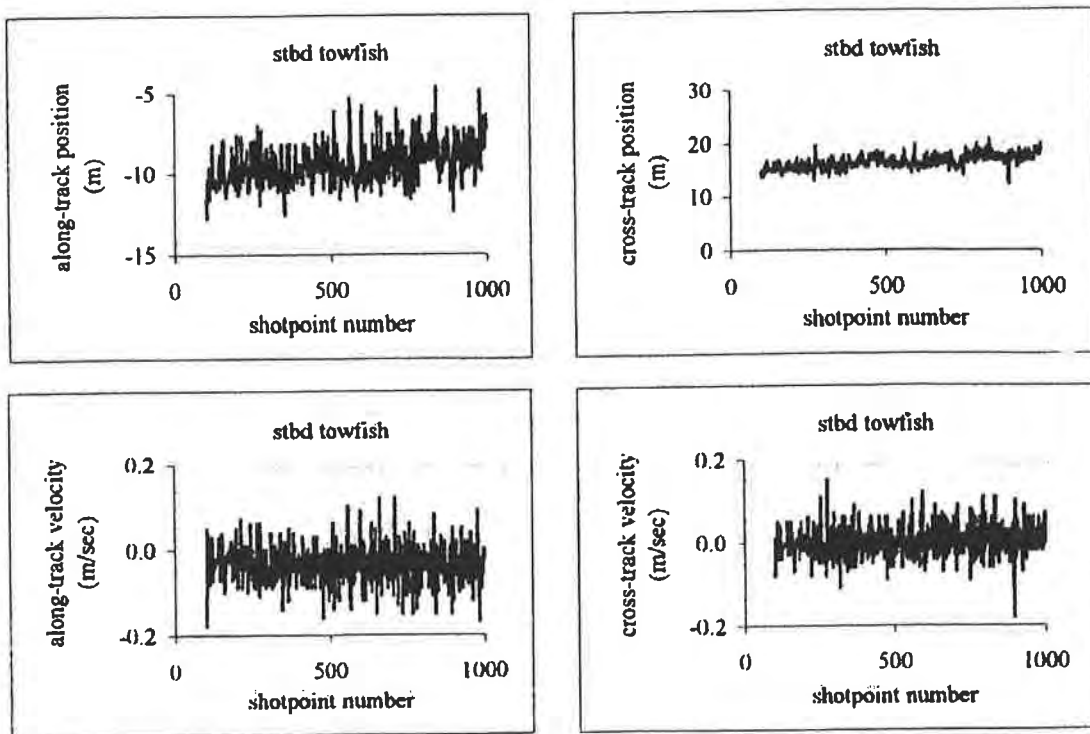 stbd towfish
along-track position
(m)
-5
-10
-15
0
500
1000
shotpoint number
stbd towfish
cross-track position
(m)
30
20
10
0
0
500
1000
shotpoint number
stbd towfish
along-track velocity
(m/sec)
0.2
0.0
-0.2
0
500
1000
shotpoint number
stbd towfish
cross-track velocity
(m/sec)
0.2
0.0
-0.2
0
500
1000
shotpoint number